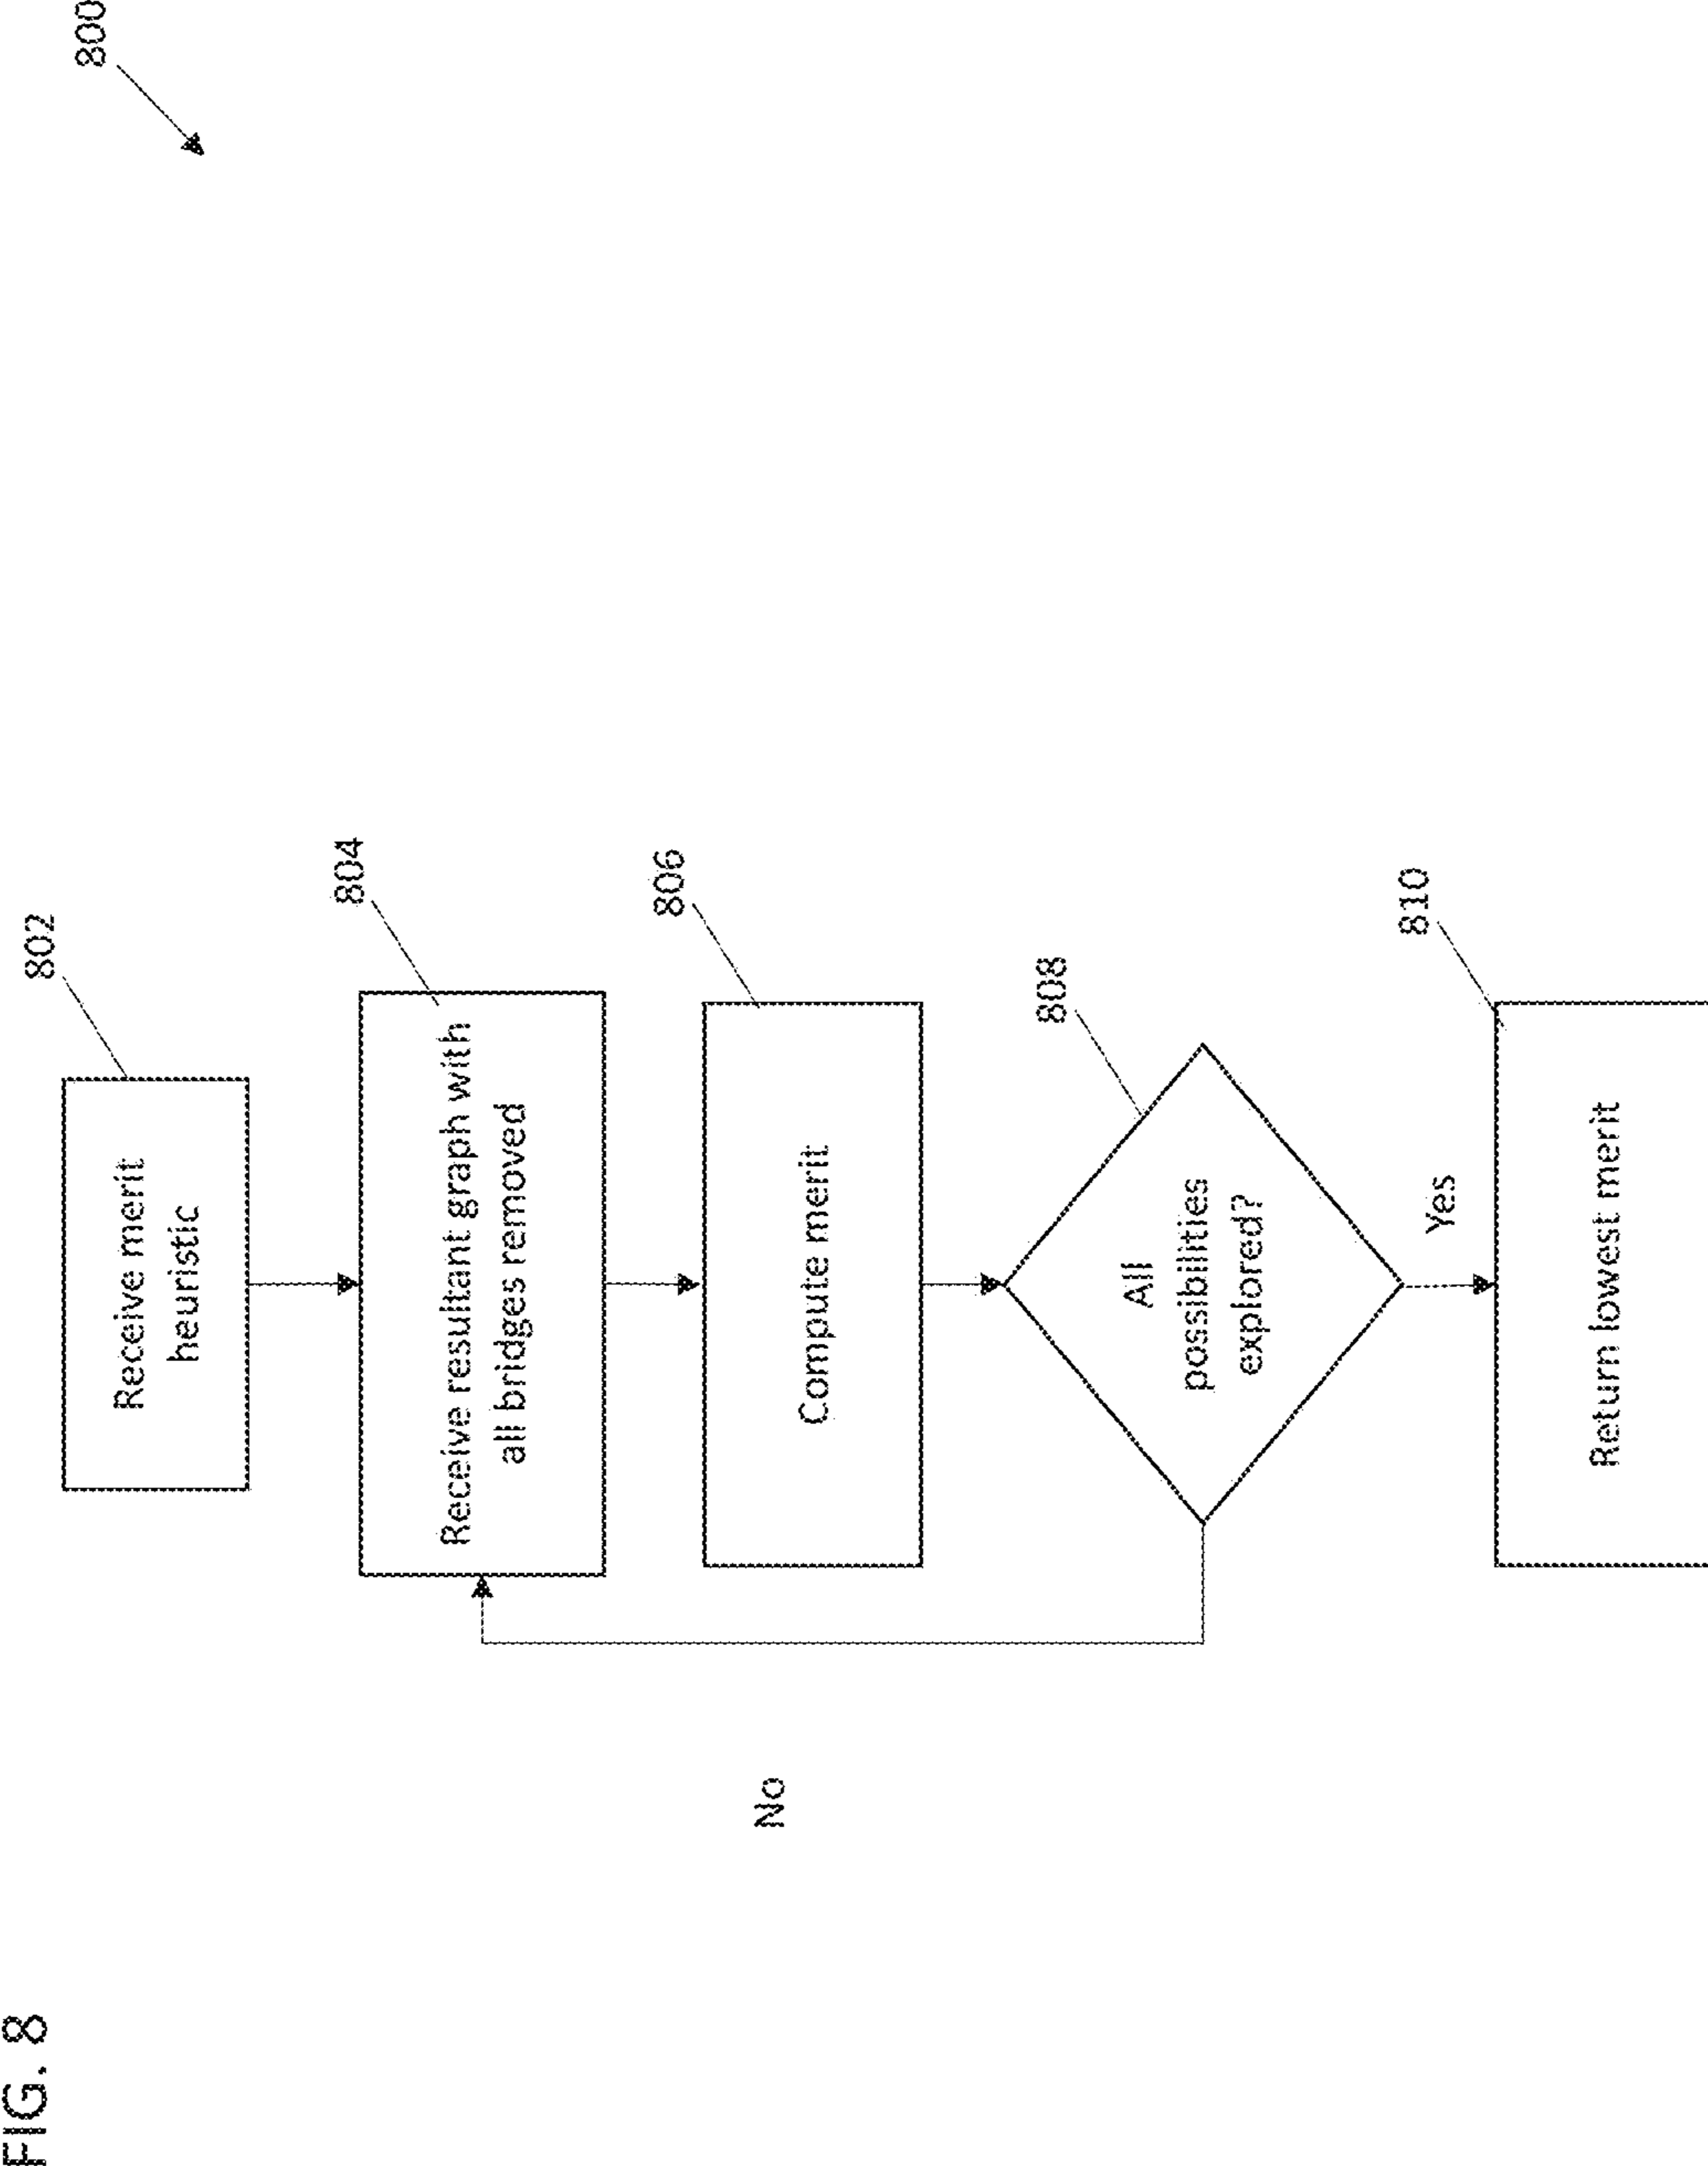 FIG. 8
800
802
Receive merit
heuristic
804
Receive resultant graph with
all bridges removed
806
Compute merit
808
All
possibilities
explored?
No
Yes
810
Return lowest merit